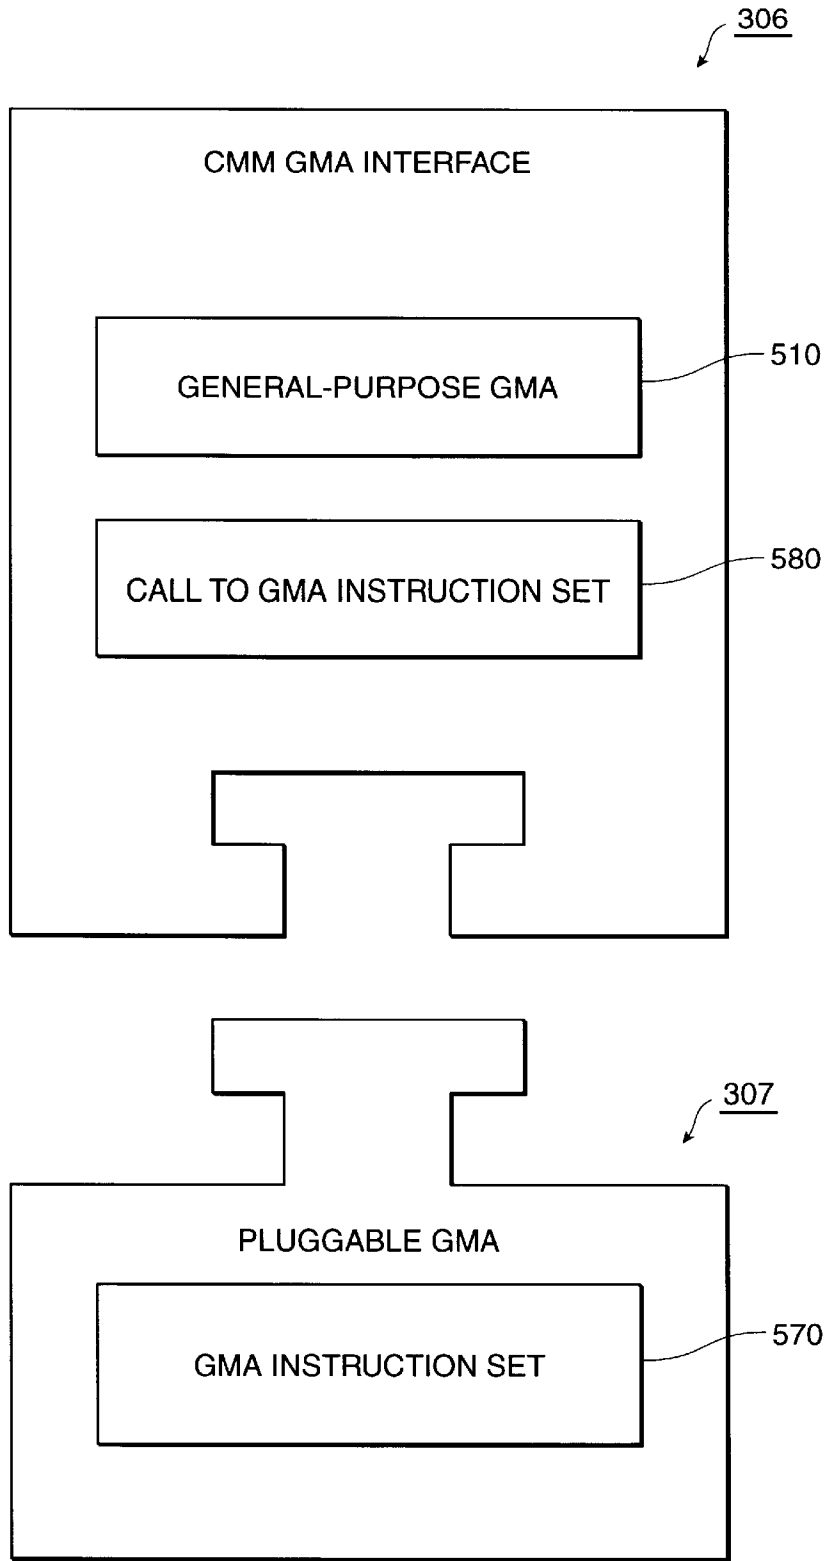 306
CMM GMA INTERFACE
GENERAL-PURPOSE GMA
510
CALL TO GMA INSTRUCTION SET
580
307
PLUGGABLE GMA
GMA INSTRUCTION SET
570